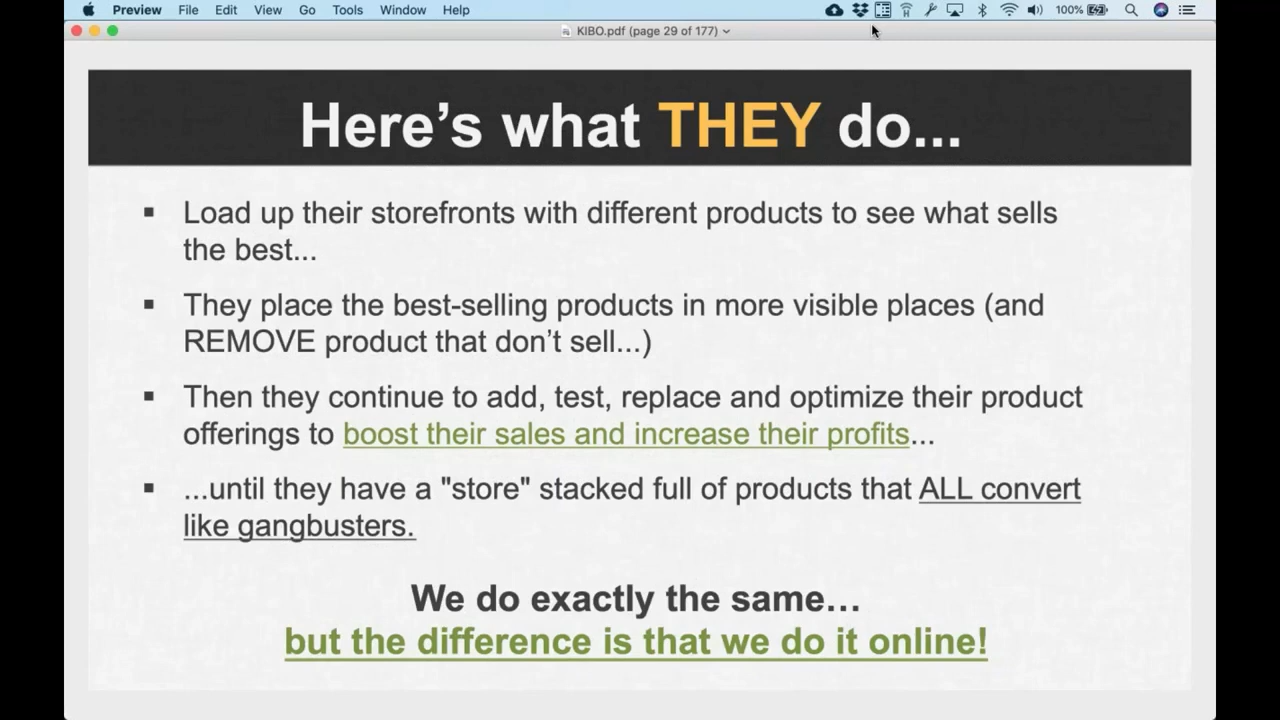 Preview File Edit View Go Tools Window Help 100%
KIBO.pdf (page 29 of 177)
Here's what THEY do...
▪ Load up their storefronts with different products to see what sells
the best...
▪ They place the best-selling products in more visible places (and
REMOVE product that don't sell...)
▪ Then they continue to add, test, replace and optimize their product
offerings to boost their sales and increase their profits...
▪ ...until they have a "store" stacked full of products that ALL convert
like gangbusters.
We do exactly the same...
but the difference is that we do it online!